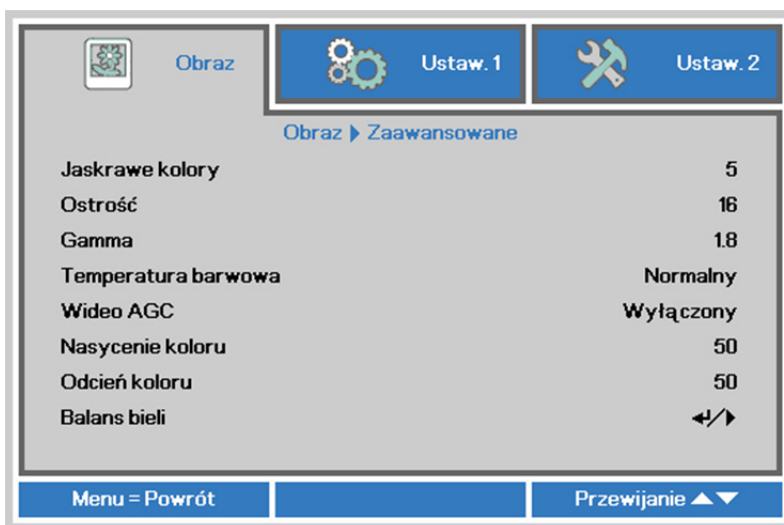 Obraz
Ustaw. 1
Ustaw. 2
Obraz ▶ Zaawansowane
Jaskrawe kolory 5
Ostrość 16
Gamma 1.8
Temperatura barwowa Normalny
Wideo AGC Wyłączony
Nasycenie koloru 50
Odcień koloru 50
Balans bieli ↵/▶
Menu = Powrót
Przewijanie ▲▼